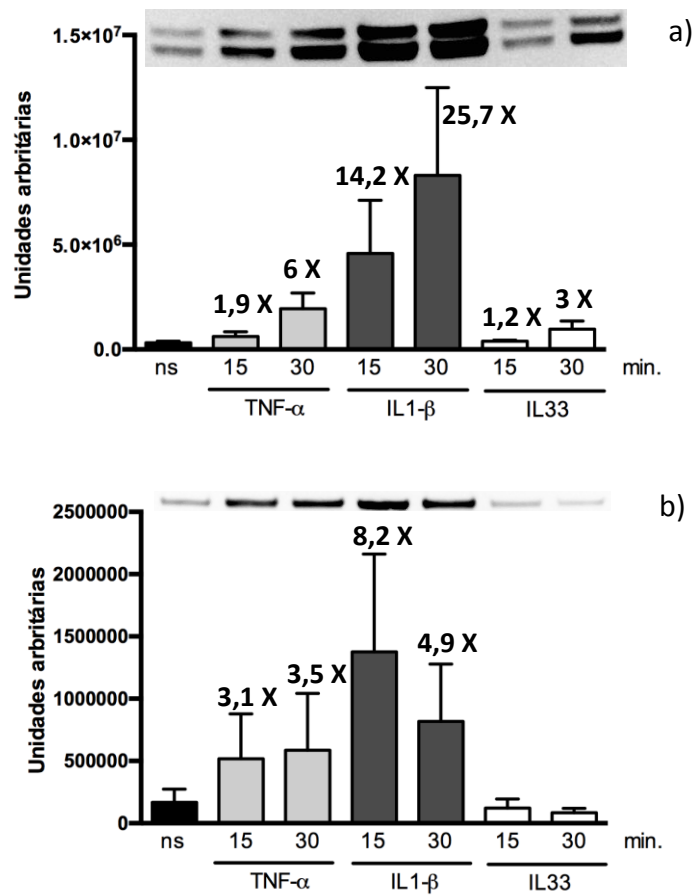 a)
1.5×10⁷
1.0×10⁷
5.0×10⁶
0.0
Unidades arbritárias
1,9 X
6 X
14,2 X
25,7 X
1,2 X
3 X
ns 15 30 15 30 15 30 min.
TNF-α IL1-β IL33
b)
2500000
2000000
1500000
1000000
500000
0
Unidades arbritárias
3,1 X
3,5 X
8,2 X
4,9 X
ns 15 30 15 30 15 30 min.
TNF-α IL1-β IL33